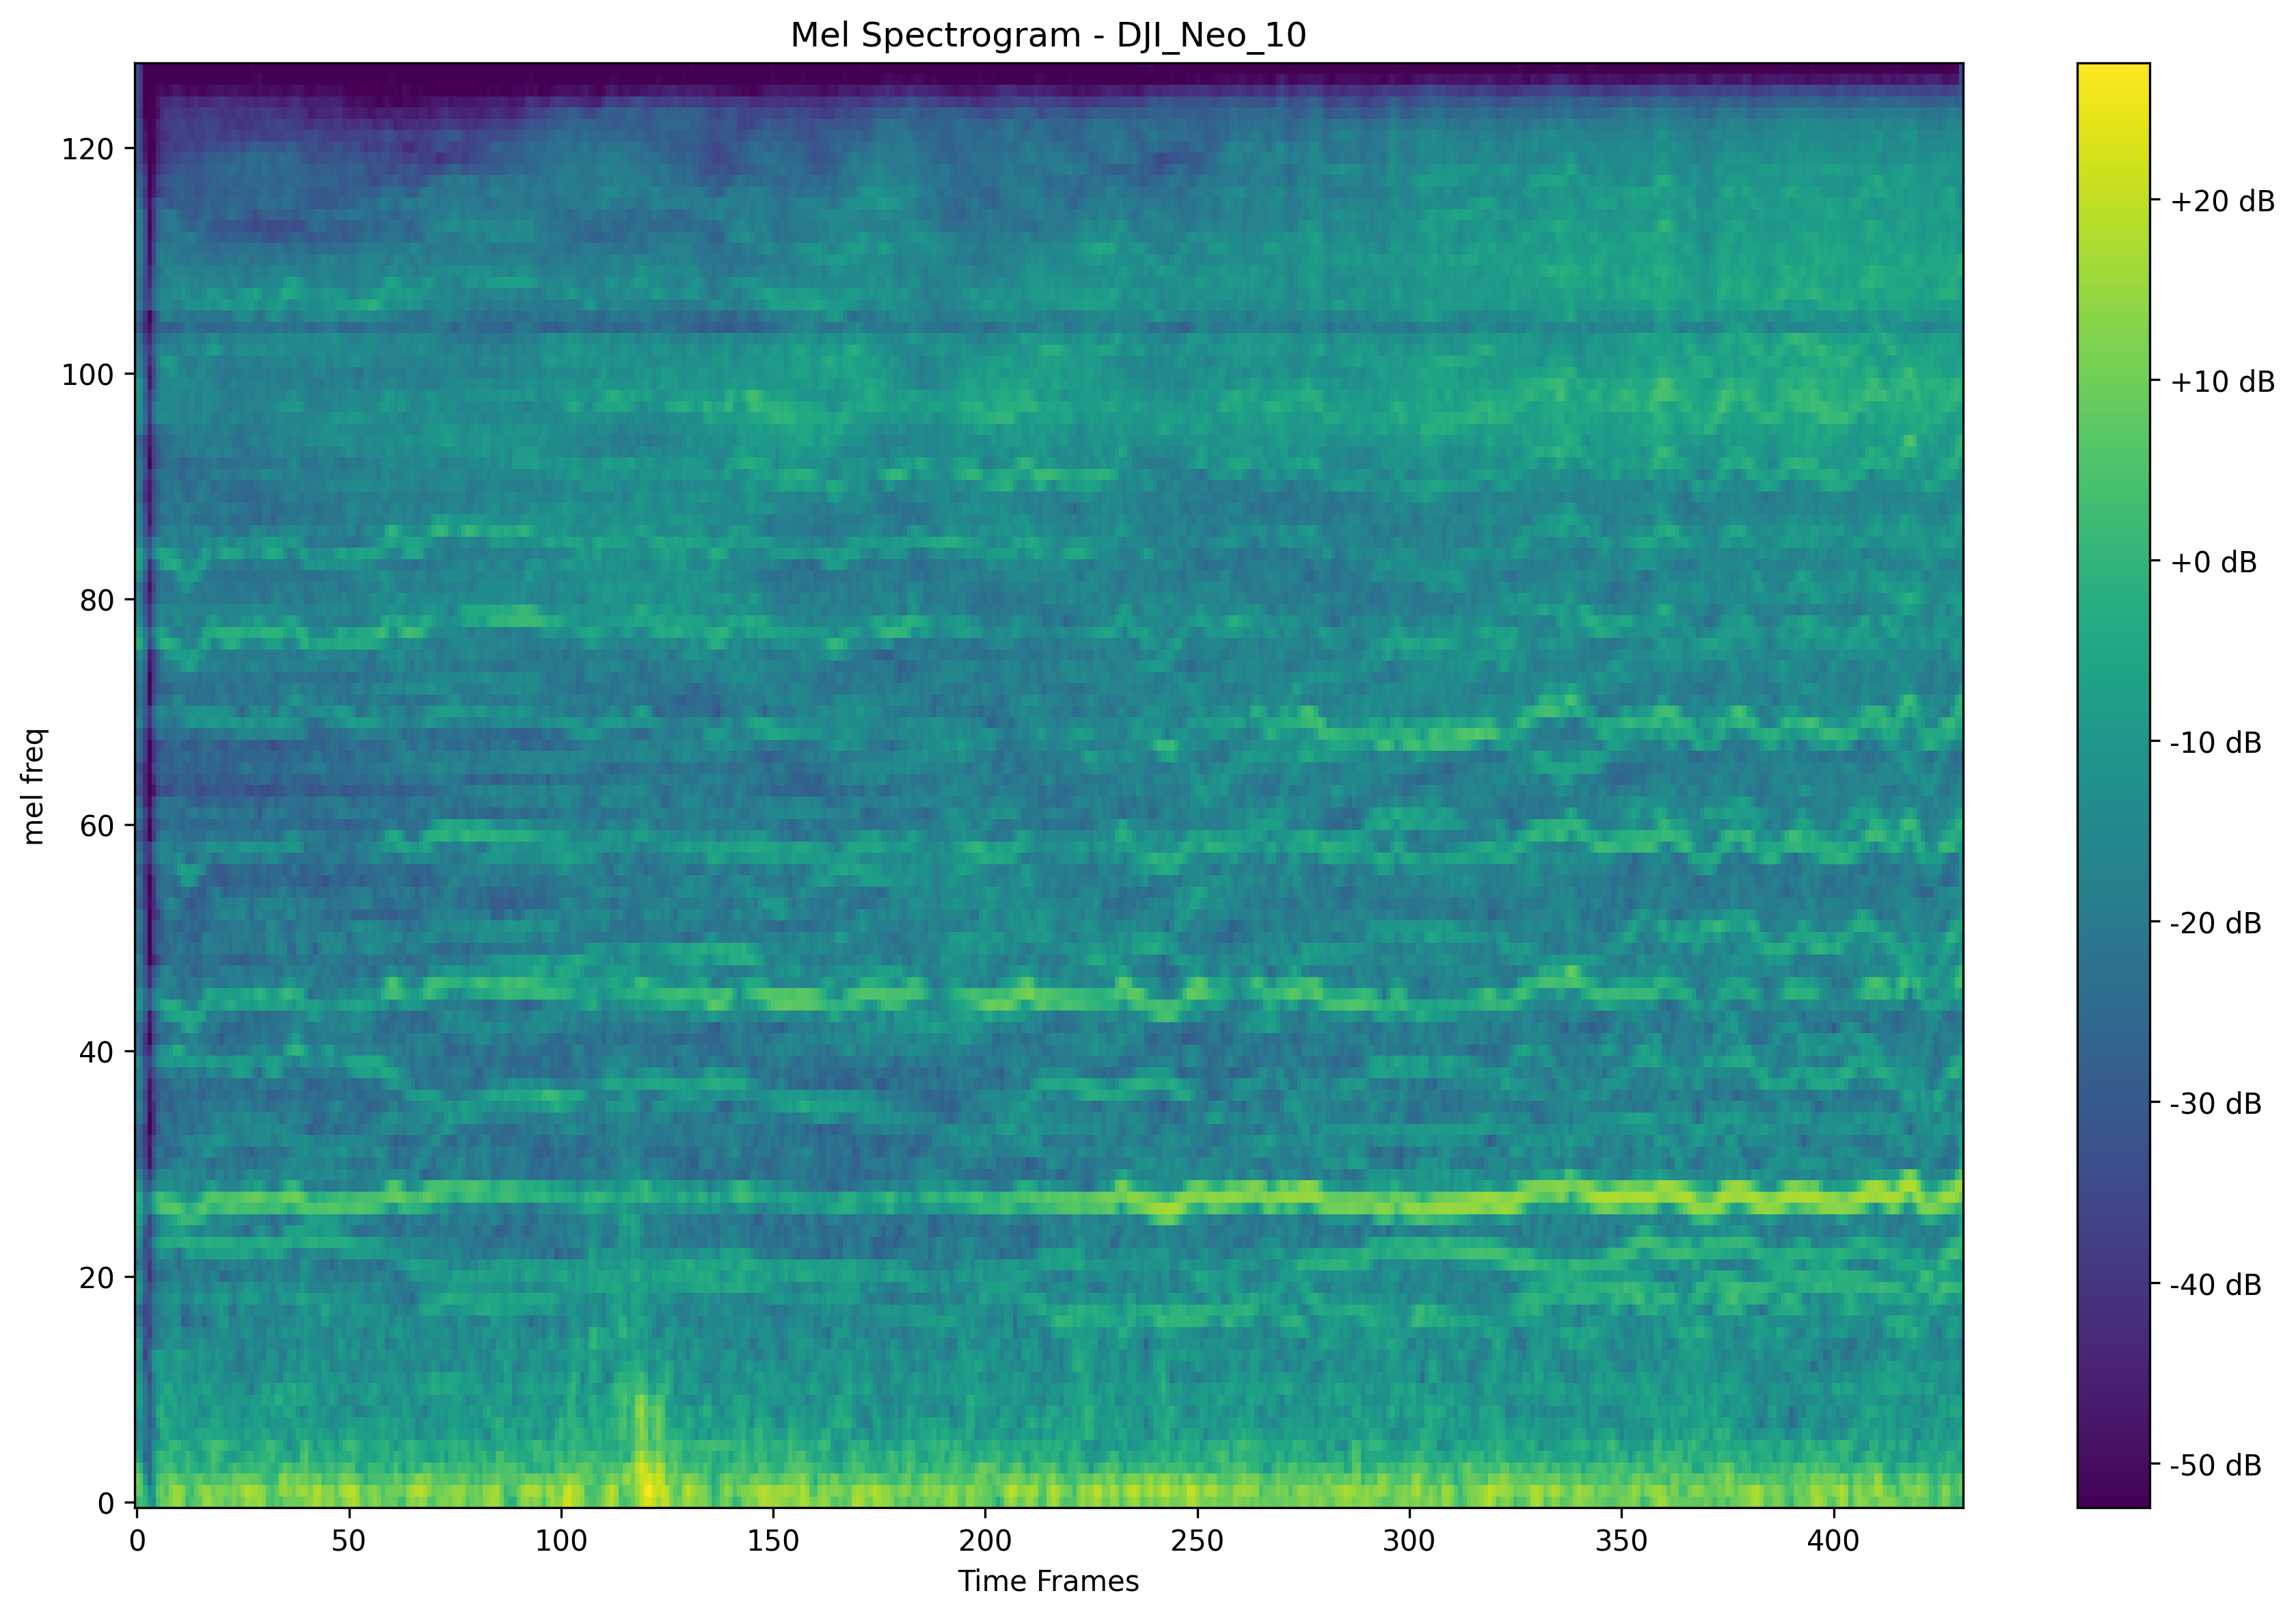 Mel Spectrogram - DJI_Neo_10
mel freq
120
100
80
60
40
20
0
0 50 100 150 200 250 300 350 400
Time Frames
+20 dB
+10 dB
+0 dB
-10 dB
-20 dB
-30 dB
-40 dB
-50 dB